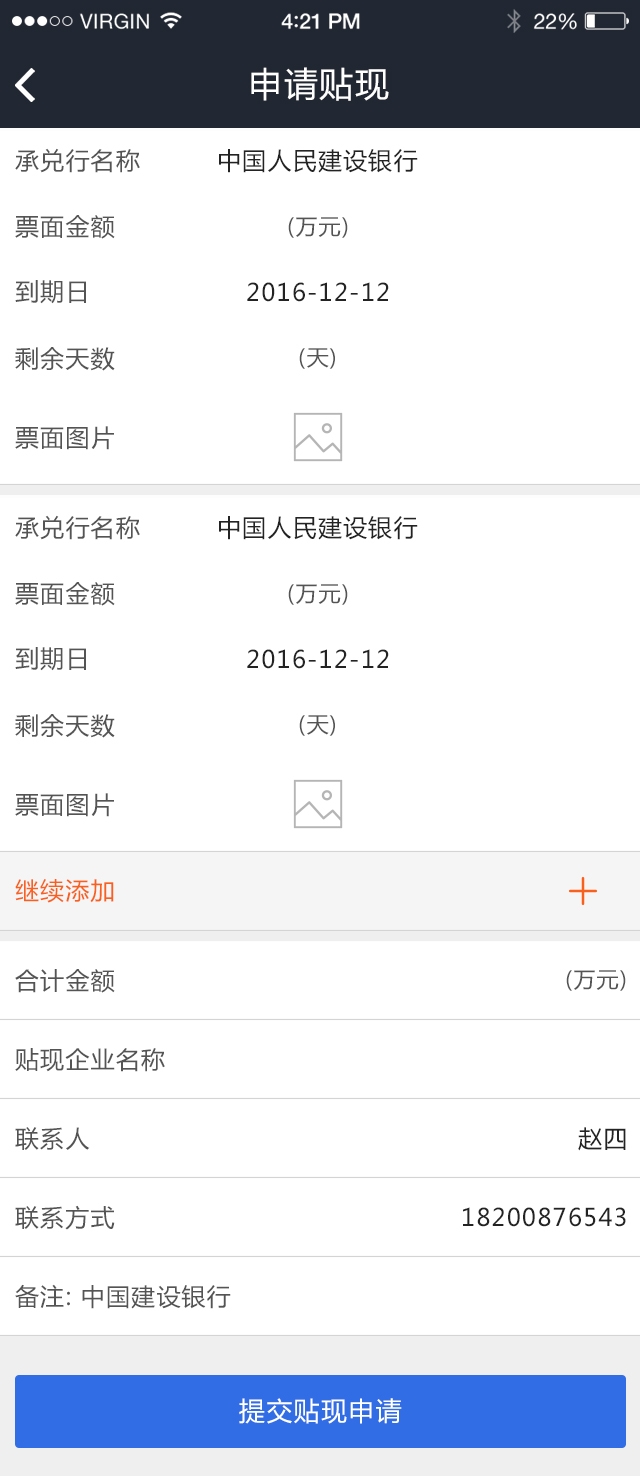 VIRGIN 4:21 PM 22%
申请贴现
承兑行名称 中国人民建设银行
票面金额 (万元)
到期日 2016-12-12
剩余天数 (天)
票面图片
承兑行名称 中国人民建设银行
票面金额 (万元)
到期日 2016-12-12
剩余天数 (天)
票面图片
继续添加
合计金额 (万元)
贴现企业名称
联系人 赵四
联系方式 18200876543
备注: 中国建设银行
提交贴现申请